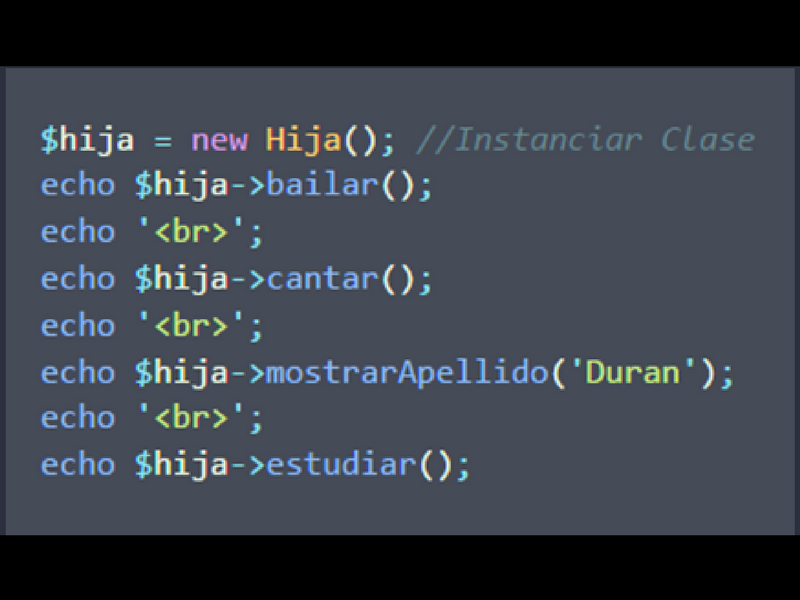 $hija = new Hija(); //Instanciar Clase
echo $hija->bailar();
echo '<br>';
echo $hija->cantar();
echo '<br>';
echo $hija->mostrarApellido('Duran');
echo '<br>';
echo $hija->estudiar();